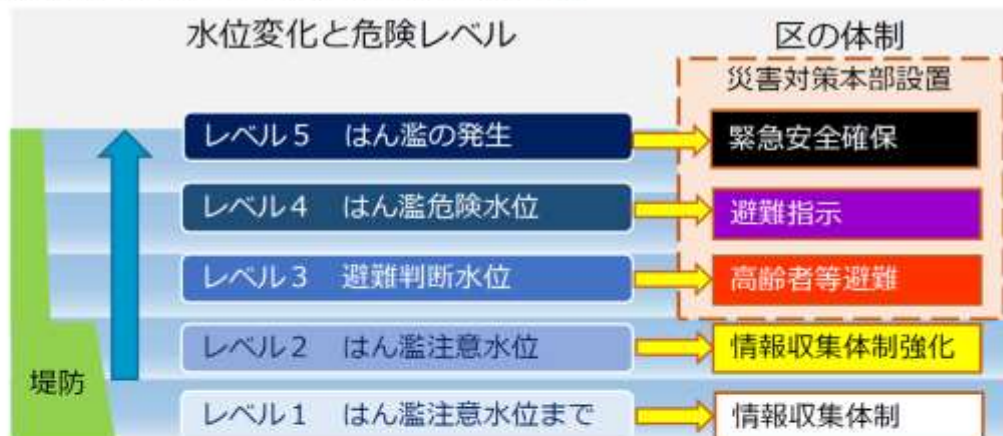 水位変化と危険レベル
区の体制
災害対策本部設置
レベル５　はん濫の発生
緊急安全確保
レベル４　はん濫危険水位
避難指示
レベル３　避難判断水位
高齢者等避難
レベル２　はん濫注意水位
情報収集体制強化
堤防
レベル１　はん濫注意水位まで
情報収集体制